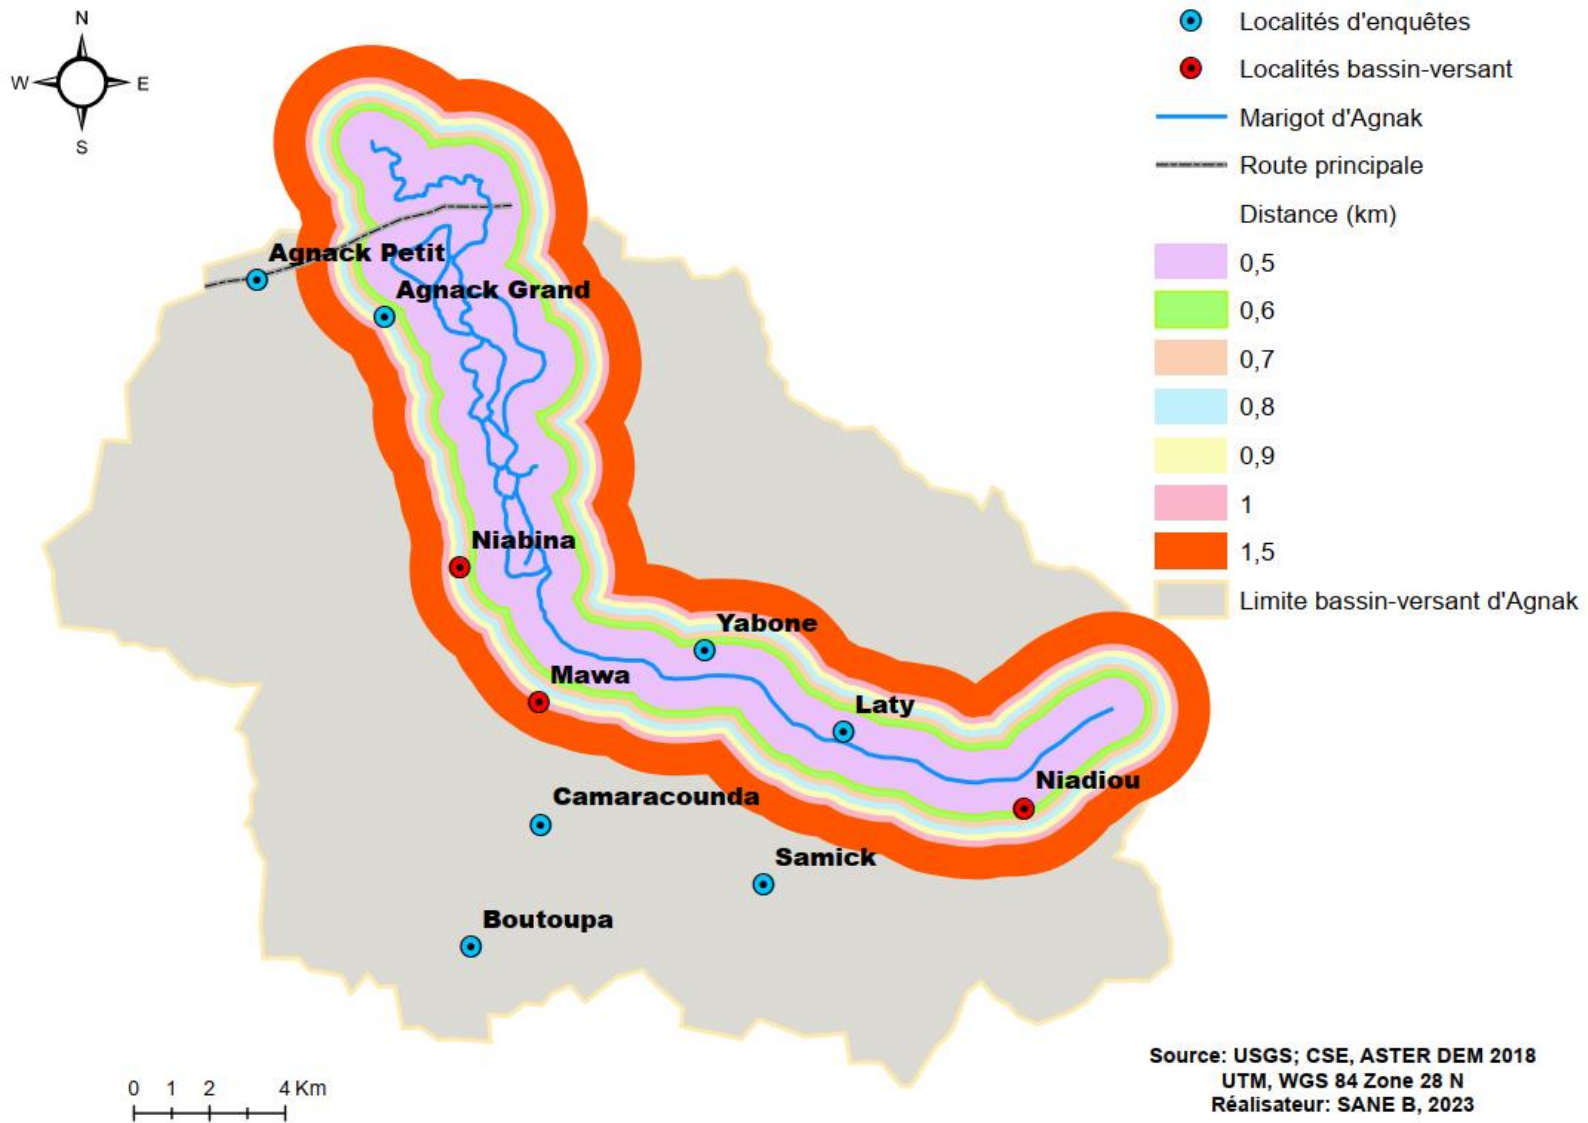 N
W
E
S
Localités d'enquêtes
Localités bassin-versant
Marigot d'Agnak
Route principale
Distance (km)
0,5
0,6
0,7
0,8
0,9
1
1,5
Limite bassin-versant d'Agnak
Agnack Petit
Agnack Grand
Niabina
Yabone
Mawa
Laty
Niadiou
Camaracounda
Samick
Boutoupa
0 1 2 4 Km
Source: USGS; CSE, ASTER DEM 2018
UTM, WGS 84 Zone 28 N
Réalisateur: SANE B, 2023